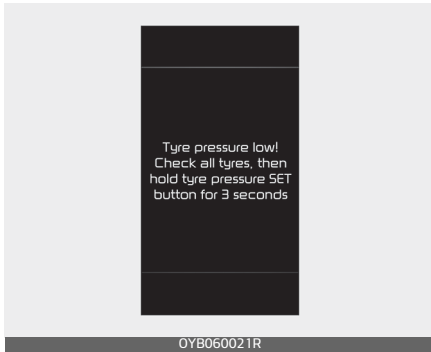 Tyre pressure low!
Check all tyres, then
hold tyre pressure SET
button for 3 seconds
OYB060021R